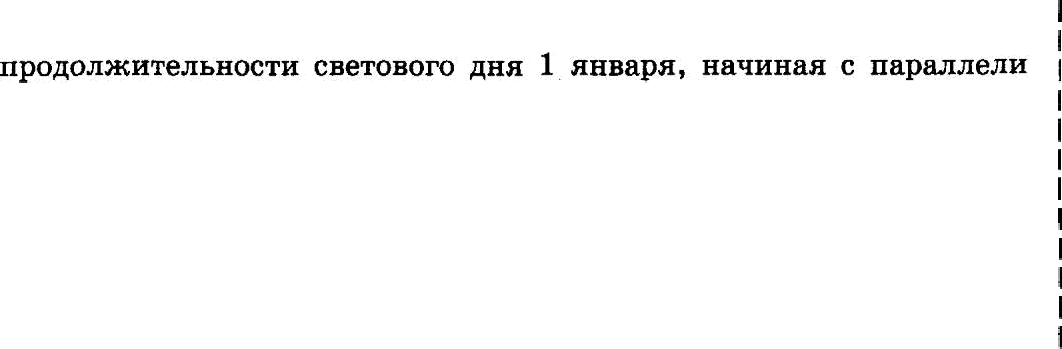 продолжительности светового дня 1 января, начиная с параллели